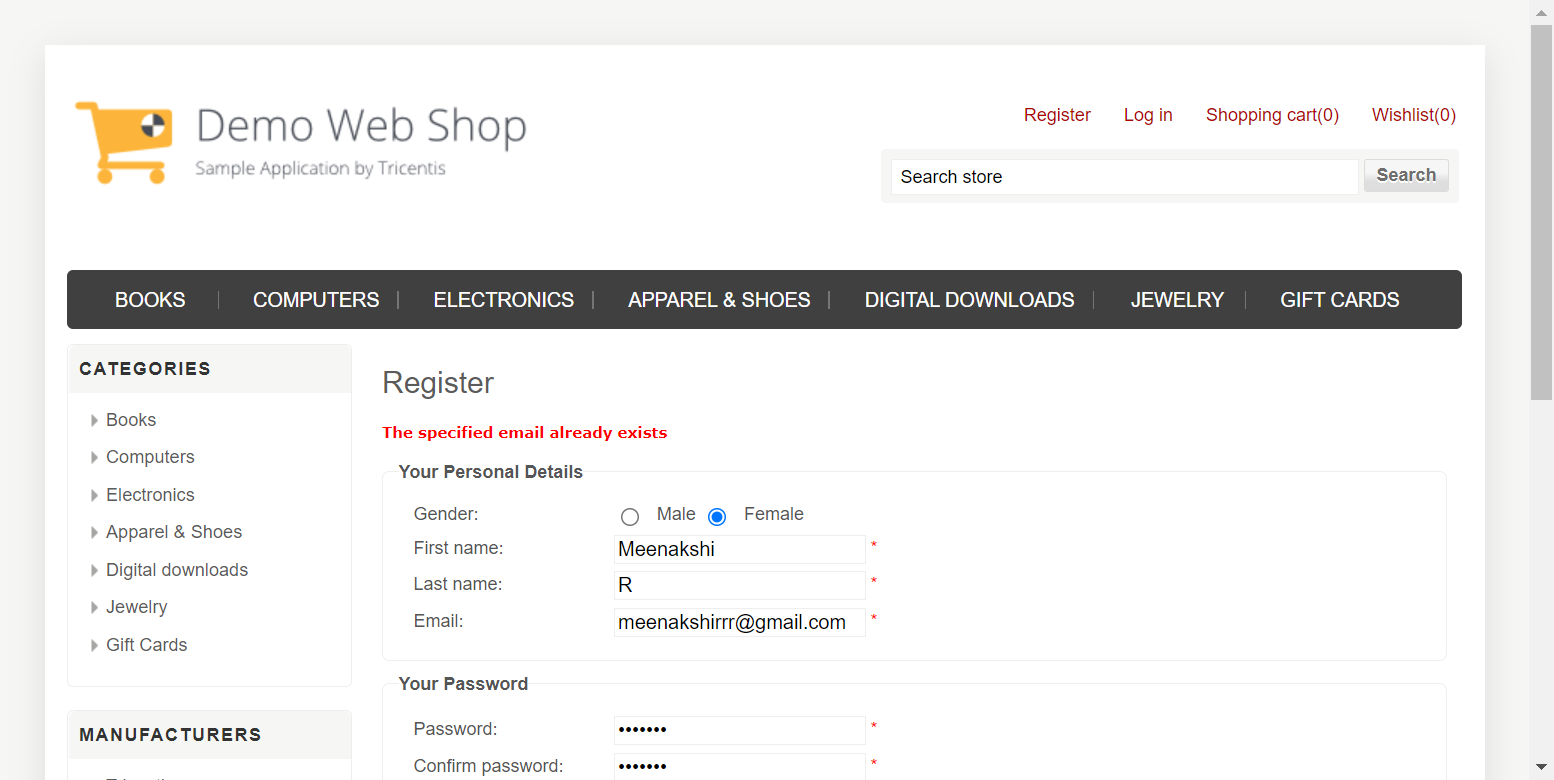 Demo Web Shop
Sample Application by Tricentis
Register Log in Shopping cart(0) Wishlist(0)
Search store Search
BOOKS COMPUTERS ELECTRONICS APPAREL & SHOES DIGITAL DOWNLOADS JEWELRY GIFT CARDS
CATEGORIES
Books
Computers
Electronics
Apparel & Shoes
Digital downloads
Jewelry
Gift Cards
MANUFACTURERS
Register
The specified email already exists
Your Personal Details
Gender: Male Female
First name: Meenakshi *
Last name: R *
Email: meenakshirrr@gmail.com *
Your Password
Password: ••••••• *
Confirm password: ••••••• *